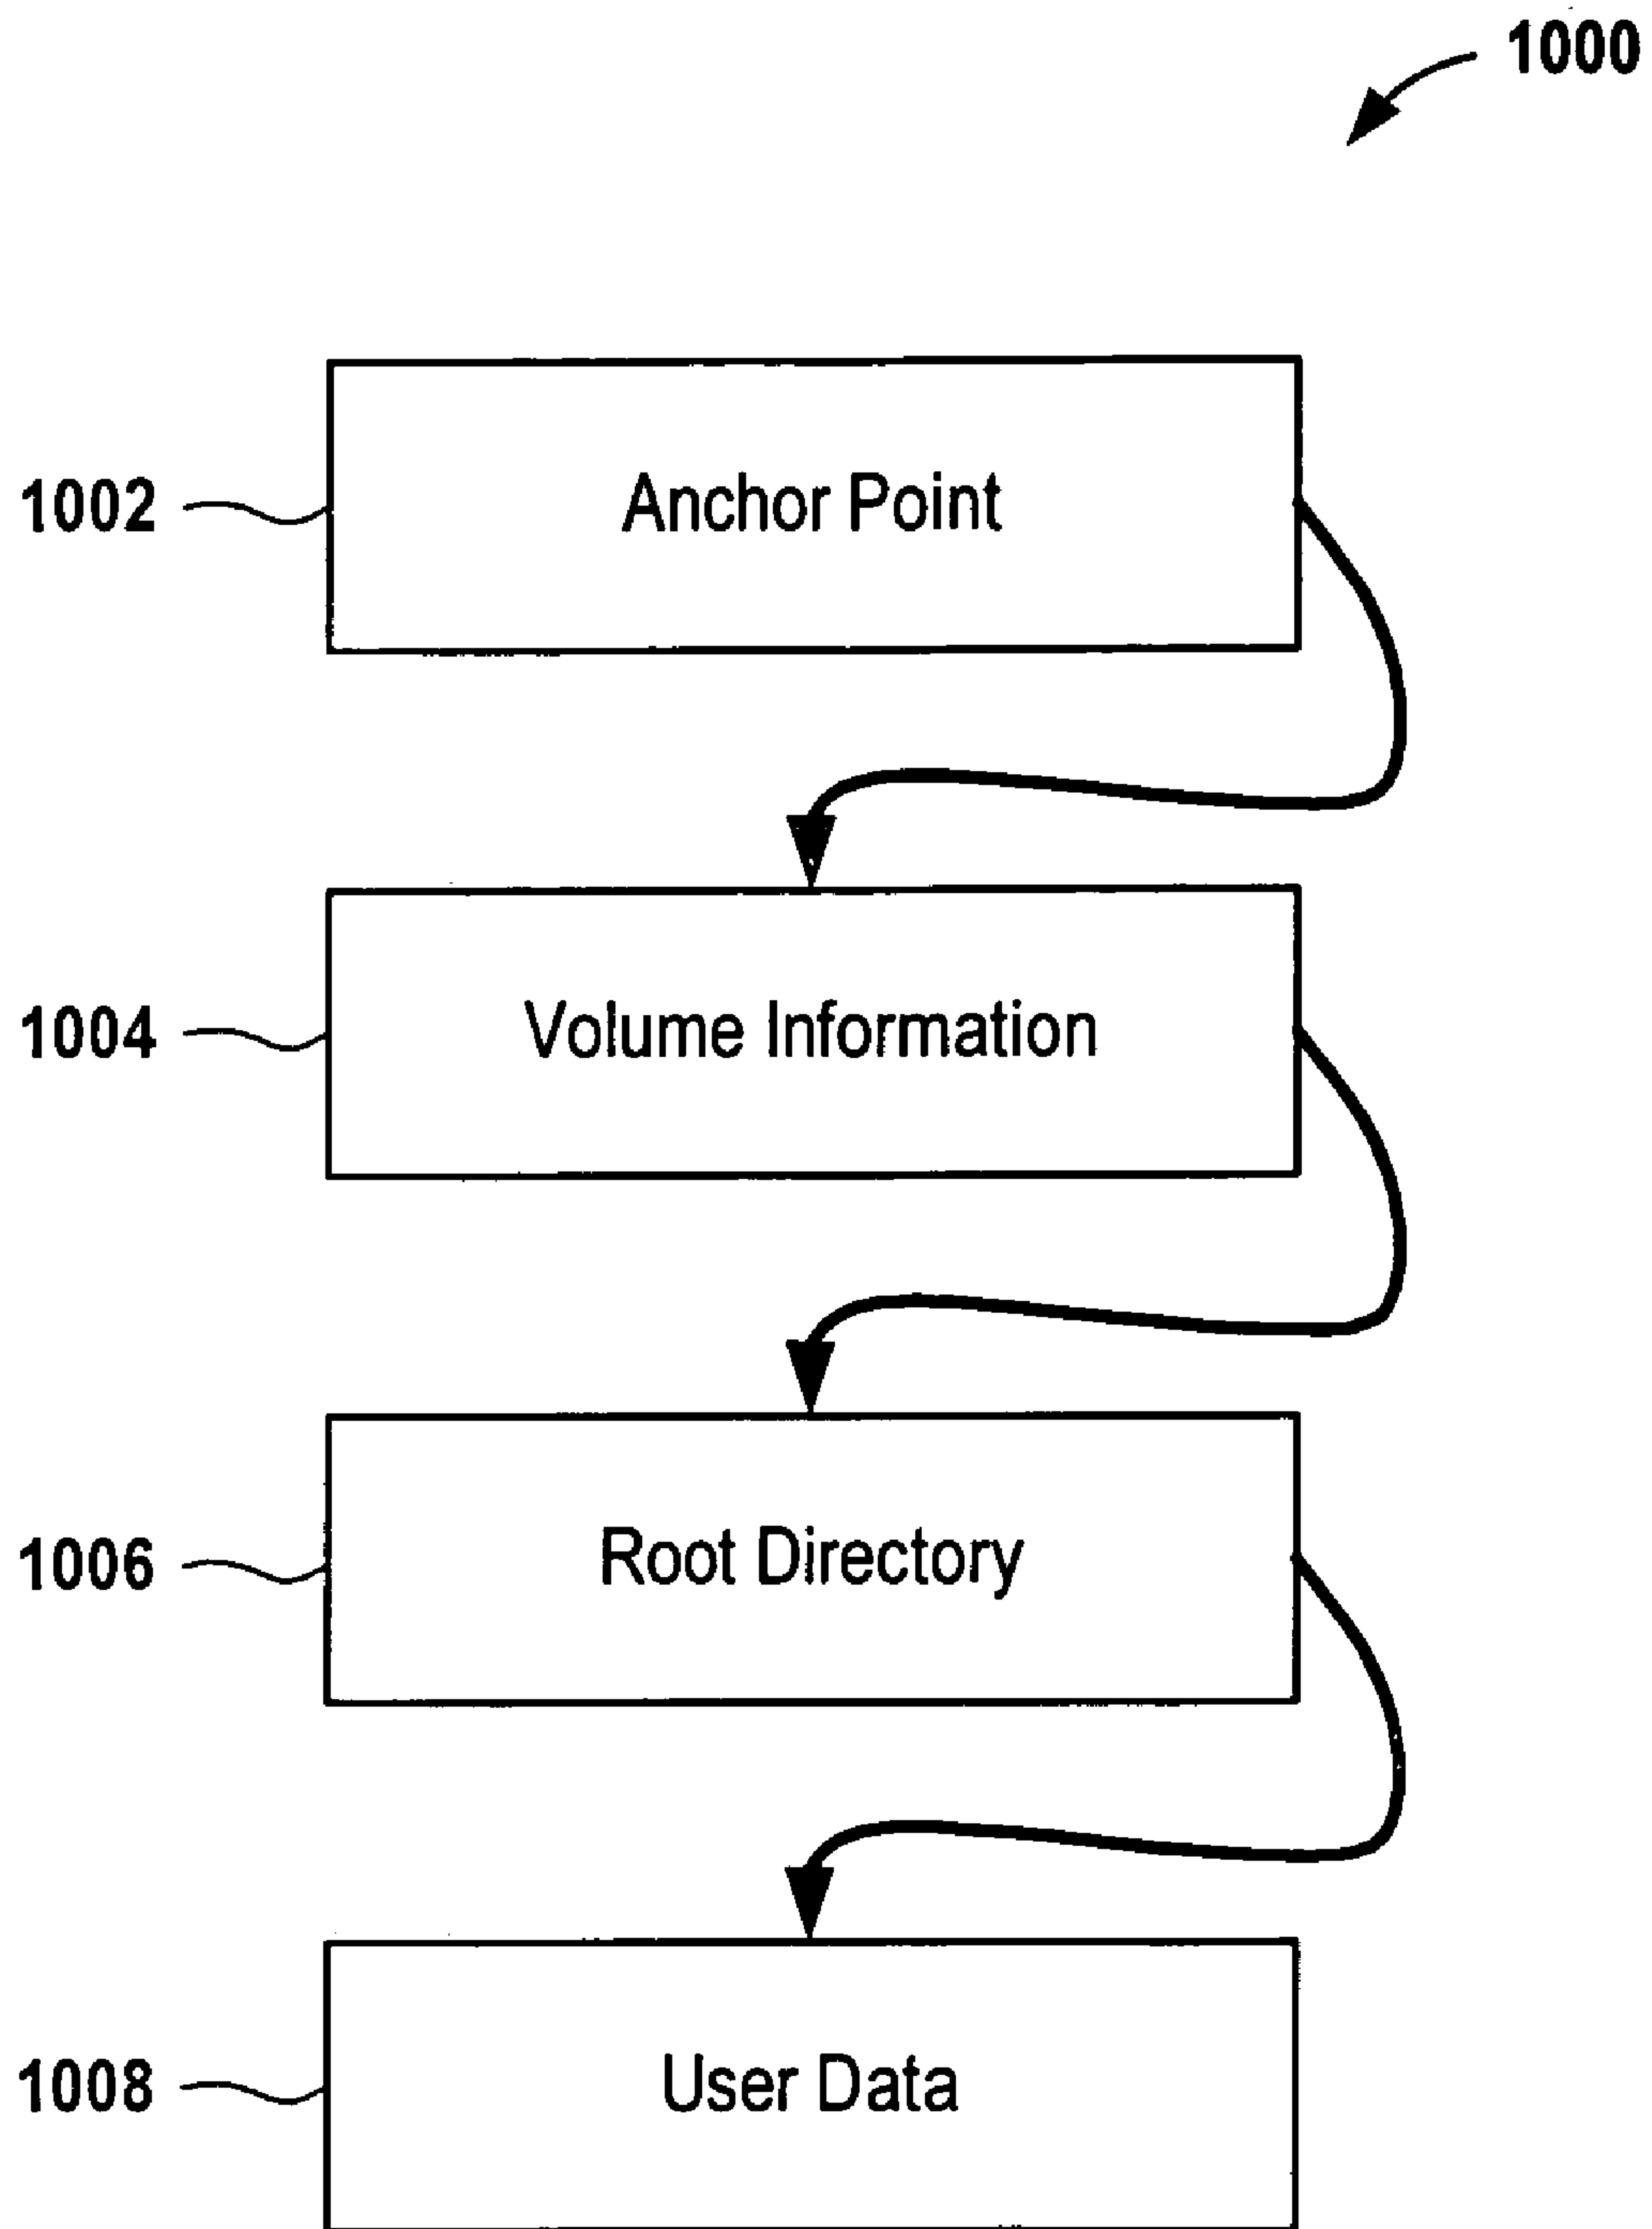 1000
1002 Anchor Point
1004 Volume Information
1006 Root Directory
1008 User Data